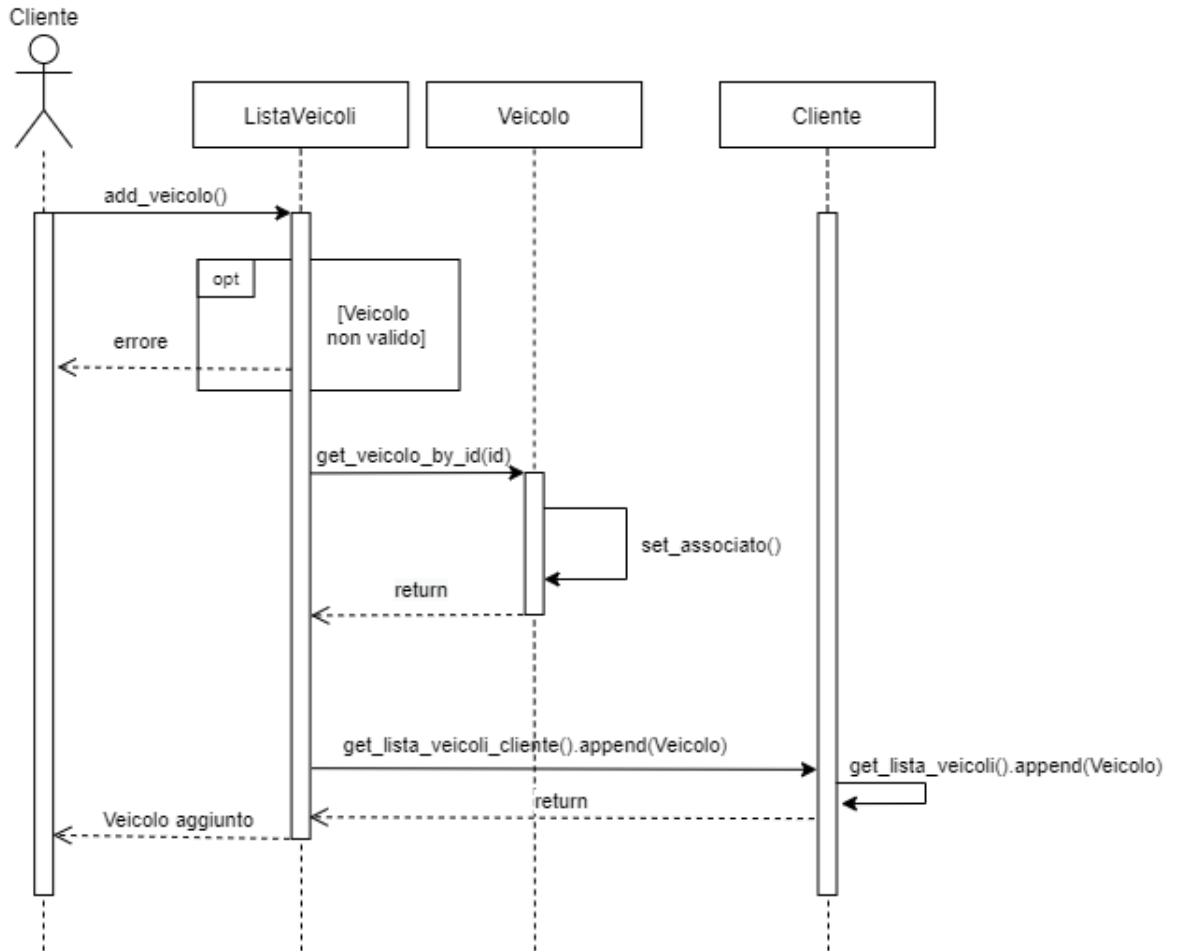 Cliente
ListaVeicoli
Veicolo
Cliente
add_veicolo()
opt
[Veicolo
non valido]
errore
get_veicolo_by_id(id)
set_associato()
return
get_lista_veicoli_cliente().append(Veicolo)
get_lista_veicoli().append(Veicolo)
return
Veicolo aggiunto